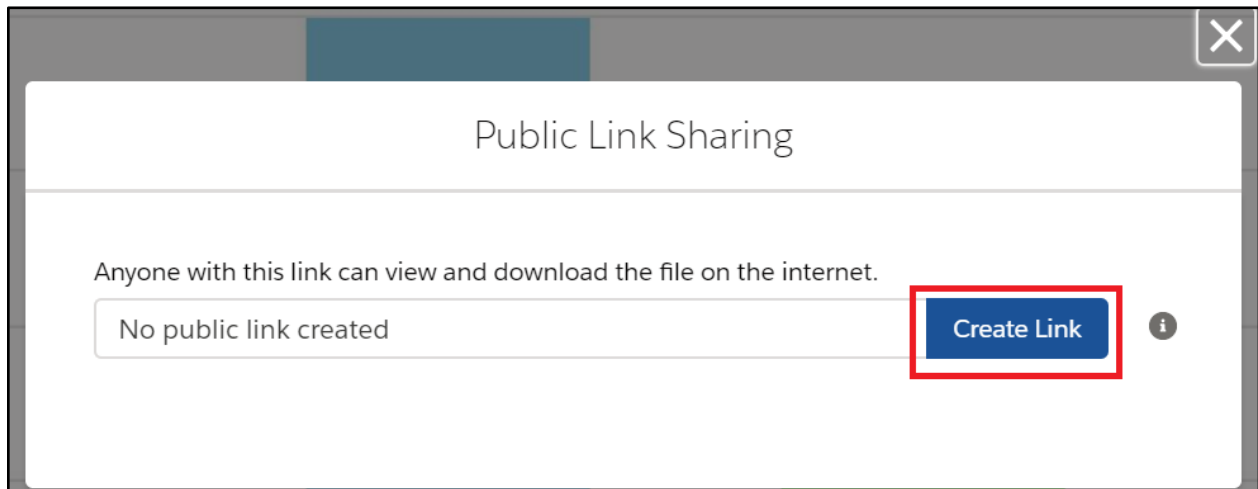 Public Link Sharing
Anyone with this link can view and download the file on the internet.
No public link created
Create Link